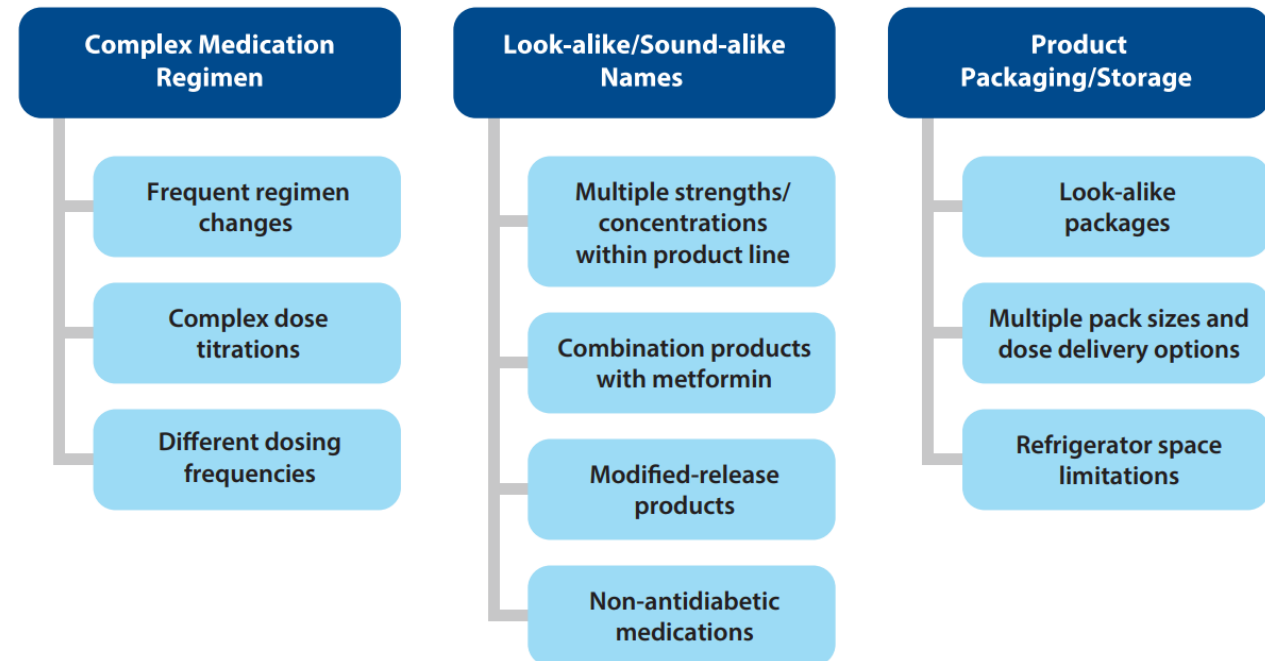 Complex Medication
Regimen
Frequent regimen
changes
Complex dose
titrations
Different dosing
frequencies
Look-alike/Sound-alike
Names
Multiple strengths/
concentrations
within product line
Combination products
with metformin
Modified-release
products
Non-antidiabetic
medications
Product
Packaging/Storage
Look-alike
packages
Multiple pack sizes and
dose delivery options
Refrigerator space
limitations